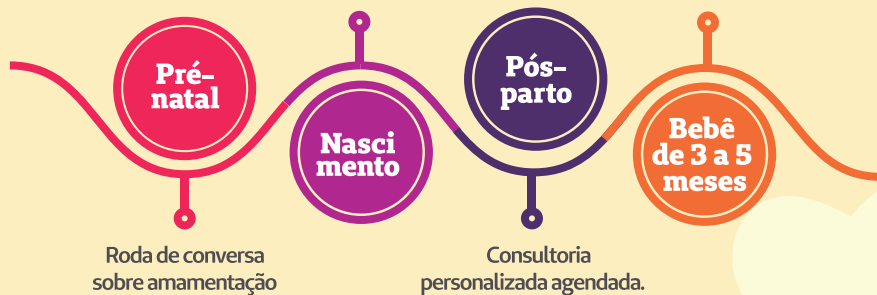 Pré-
natal
Nasci
mento
Pós-
parto
Bebê
de 3 a 5
meses
Roda de conversa
sobre amamentação
Consultoria
personalizada agendada.